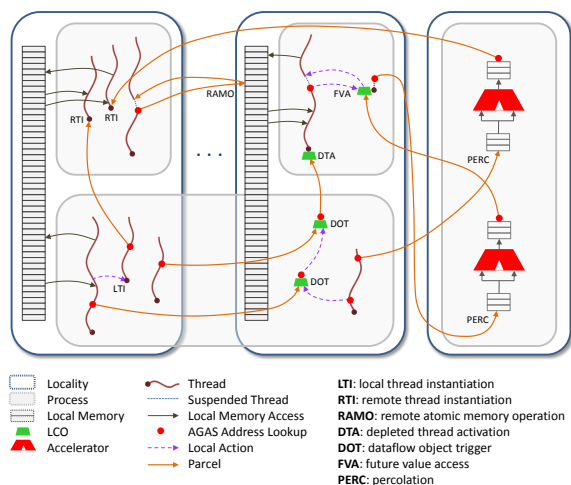 RTI
RTI
RAMO
FVA
DTA
PERC
. . .
DOT
LTI
DOT
PERC
Locality
Process
Local Memory
LCO
Accelerator
Thread
Suspended Thread
Local Memory Access
AGAS Address Lookup
Local Action
Parcel
LTI: local thread instantiation
RTI: remote thread instantiation
RAMO: remote atomic memory operation
DTA: depleted thread activation
DOT: dataflow object trigger
FVA: future value access
PERC: percolation